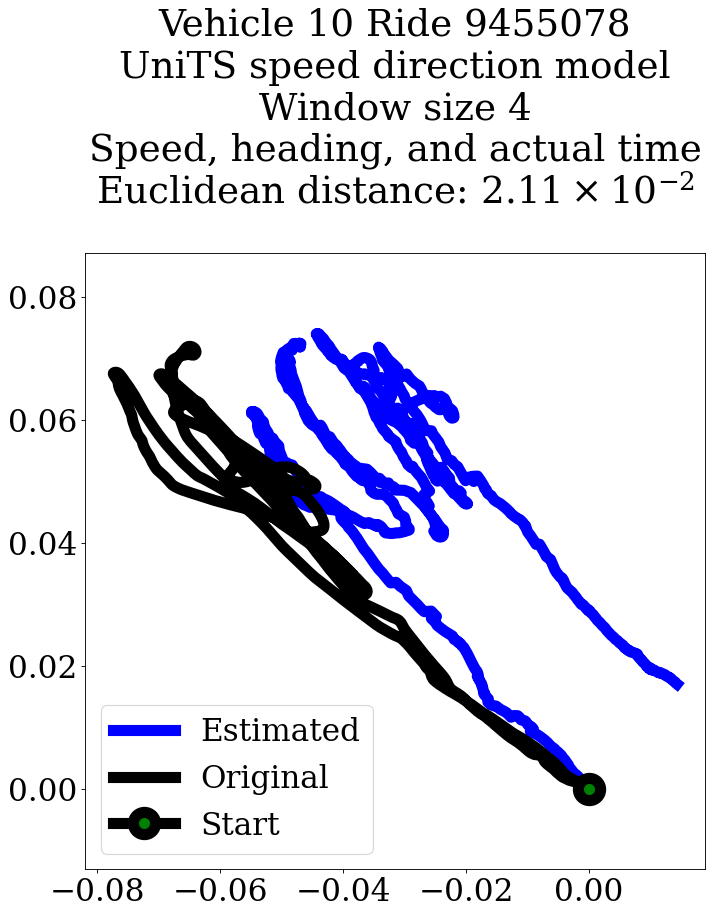 Vehicle 10 Ride 9455078
UniTS speed direction model
Window size 4
Speed, heading, and actual time
Euclidean distance: 2.11 × 10⁻²
0.08
0.06
0.04
0.02
0.00
Estimated
Original
Start
−0.08 −0.06 −0.04 −0.02 0.00